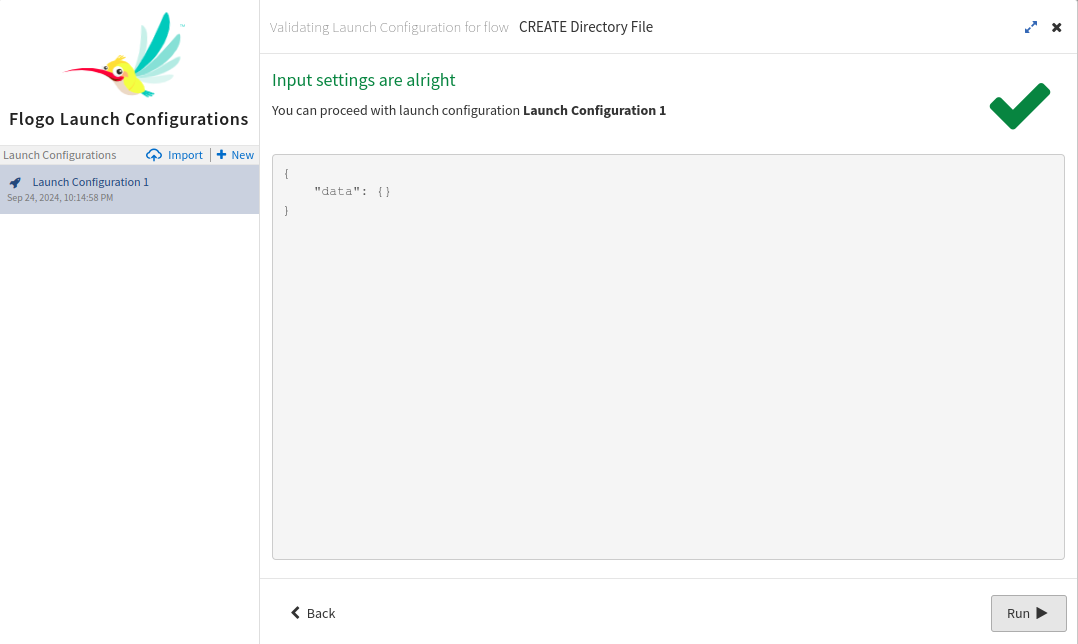 Flogo Launch Configurations
Launch Configurations Import New
Launch Configuration 1
Sep 24, 2024, 10:14:58 PM
Validating Launch Configuration for flow CREATE Directory File
Input settings are alright
You can proceed with launch configuration Launch Configuration 1
{
"data": {}
}
Back
Run